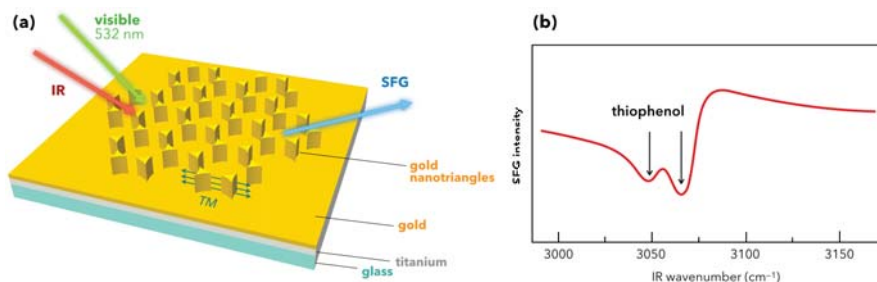 (a)
visible
532 nm
IR
SFG
gold
nanotriangles
TM
gold
titanium
glass
(b)
thiophenol
SFG intensity
3000
3050
3100
3150
IR wavenumber (cm⁻¹)